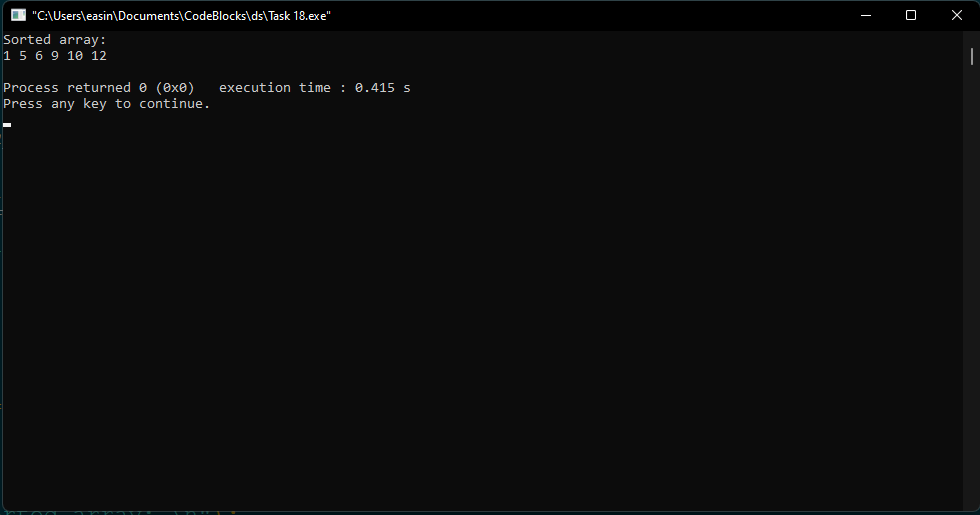 "C:\Users\easin\Documents\CodeBlocks\ds\Task 18.exe"
Sorted array:
1 5 6 9 10 12
Process returned 0 (0x0)   execution time : 0.415 s
Press any key to continue.